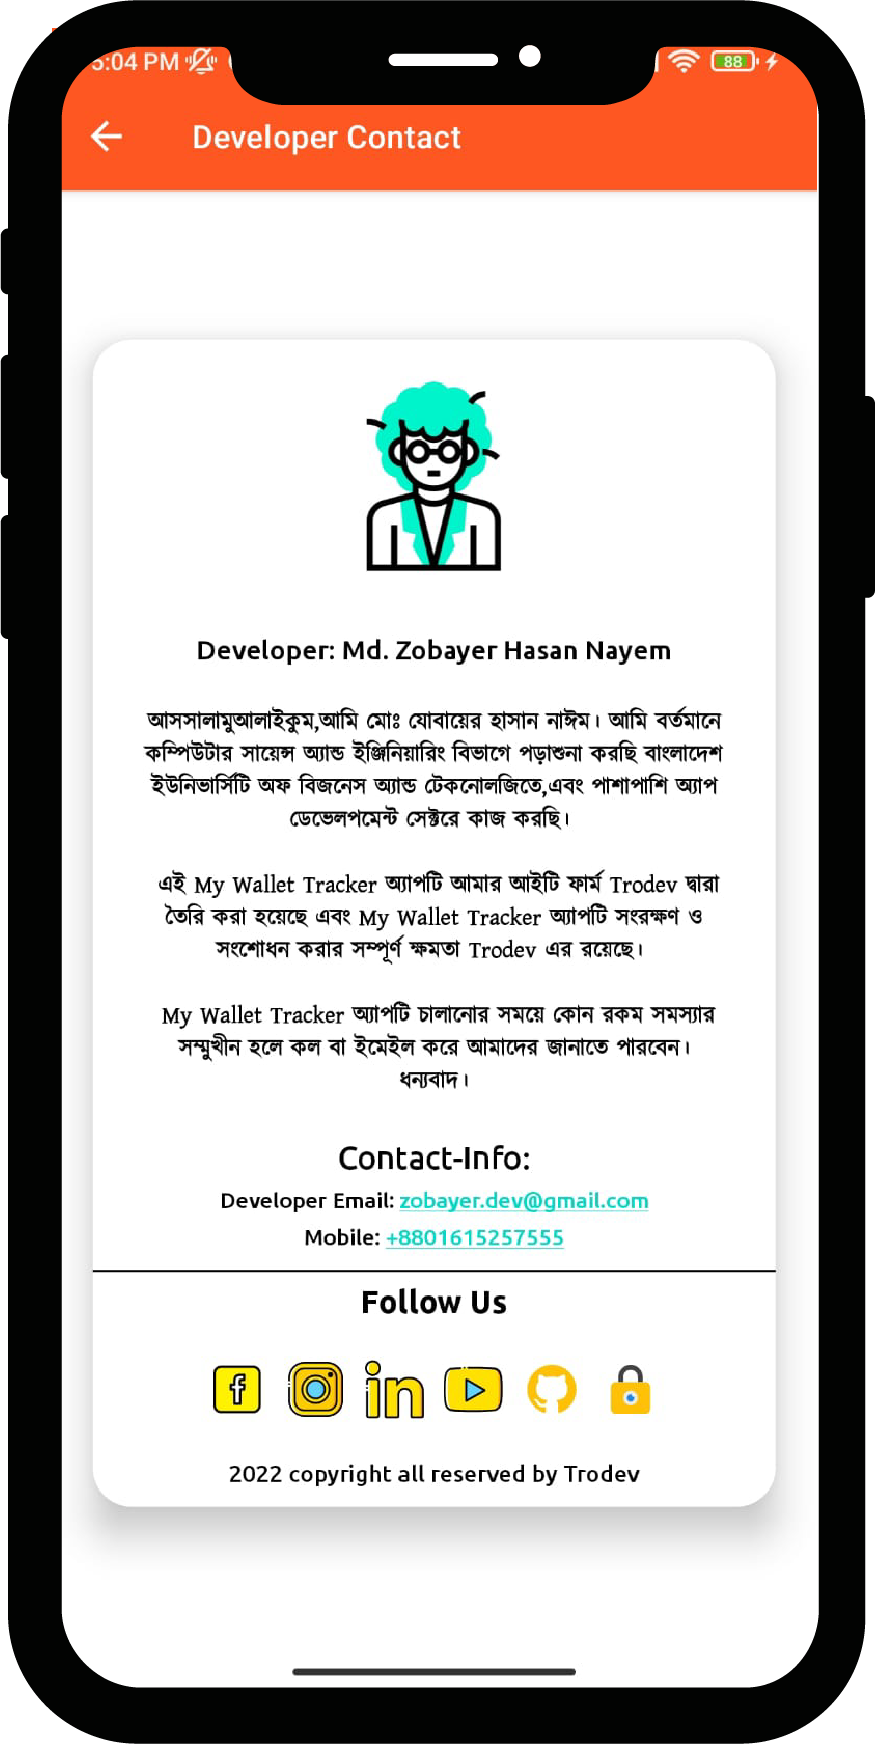 5:04 PM
88
Developer Contact
Developer: Md. Zobayer Hasan Nayem
আসসালামুআলাইকুম,আমি মোঃ যোবায়ের হাসান নাঈম। আমি বর্তমানে
কম্পিউটার সায়েন্স অ্যান্ড ইঞ্জিনিয়ারিং বিভাগে পড়াশুনা করছি বাংলাদেশ
ইউনিভার্সিটি অফ বিজনেস অ্যান্ড টেকনোলজিতে,এবং পাশাপাশি অ্যাপ
ডেভেলপমেন্ট সেক্টরে কাজ করছি।
এই My Wallet Tracker অ্যাপটি আমার আইটি ফার্ম Trodev দ্বারা
তৈরি করা হয়েছে এবং My Wallet Tracker অ্যাপটি সংরক্ষণ ও
সংশোধন করার সম্পূর্ণ ক্ষমতা Trodev এর রয়েছে।
My Wallet Tracker অ্যাপটি চালানোর সময়ে কোন রকম সমস্যার
সম্মুখীন হলে কল বা ইমেইল করে আমাদের জানাতে পারবেন।
ধন্যবাদ।
Contact-Info:
Developer Email: zobayer.dev@gmail.com
Mobile: +8801615257555
Follow Us
2022 copyright all reserved by Trodev